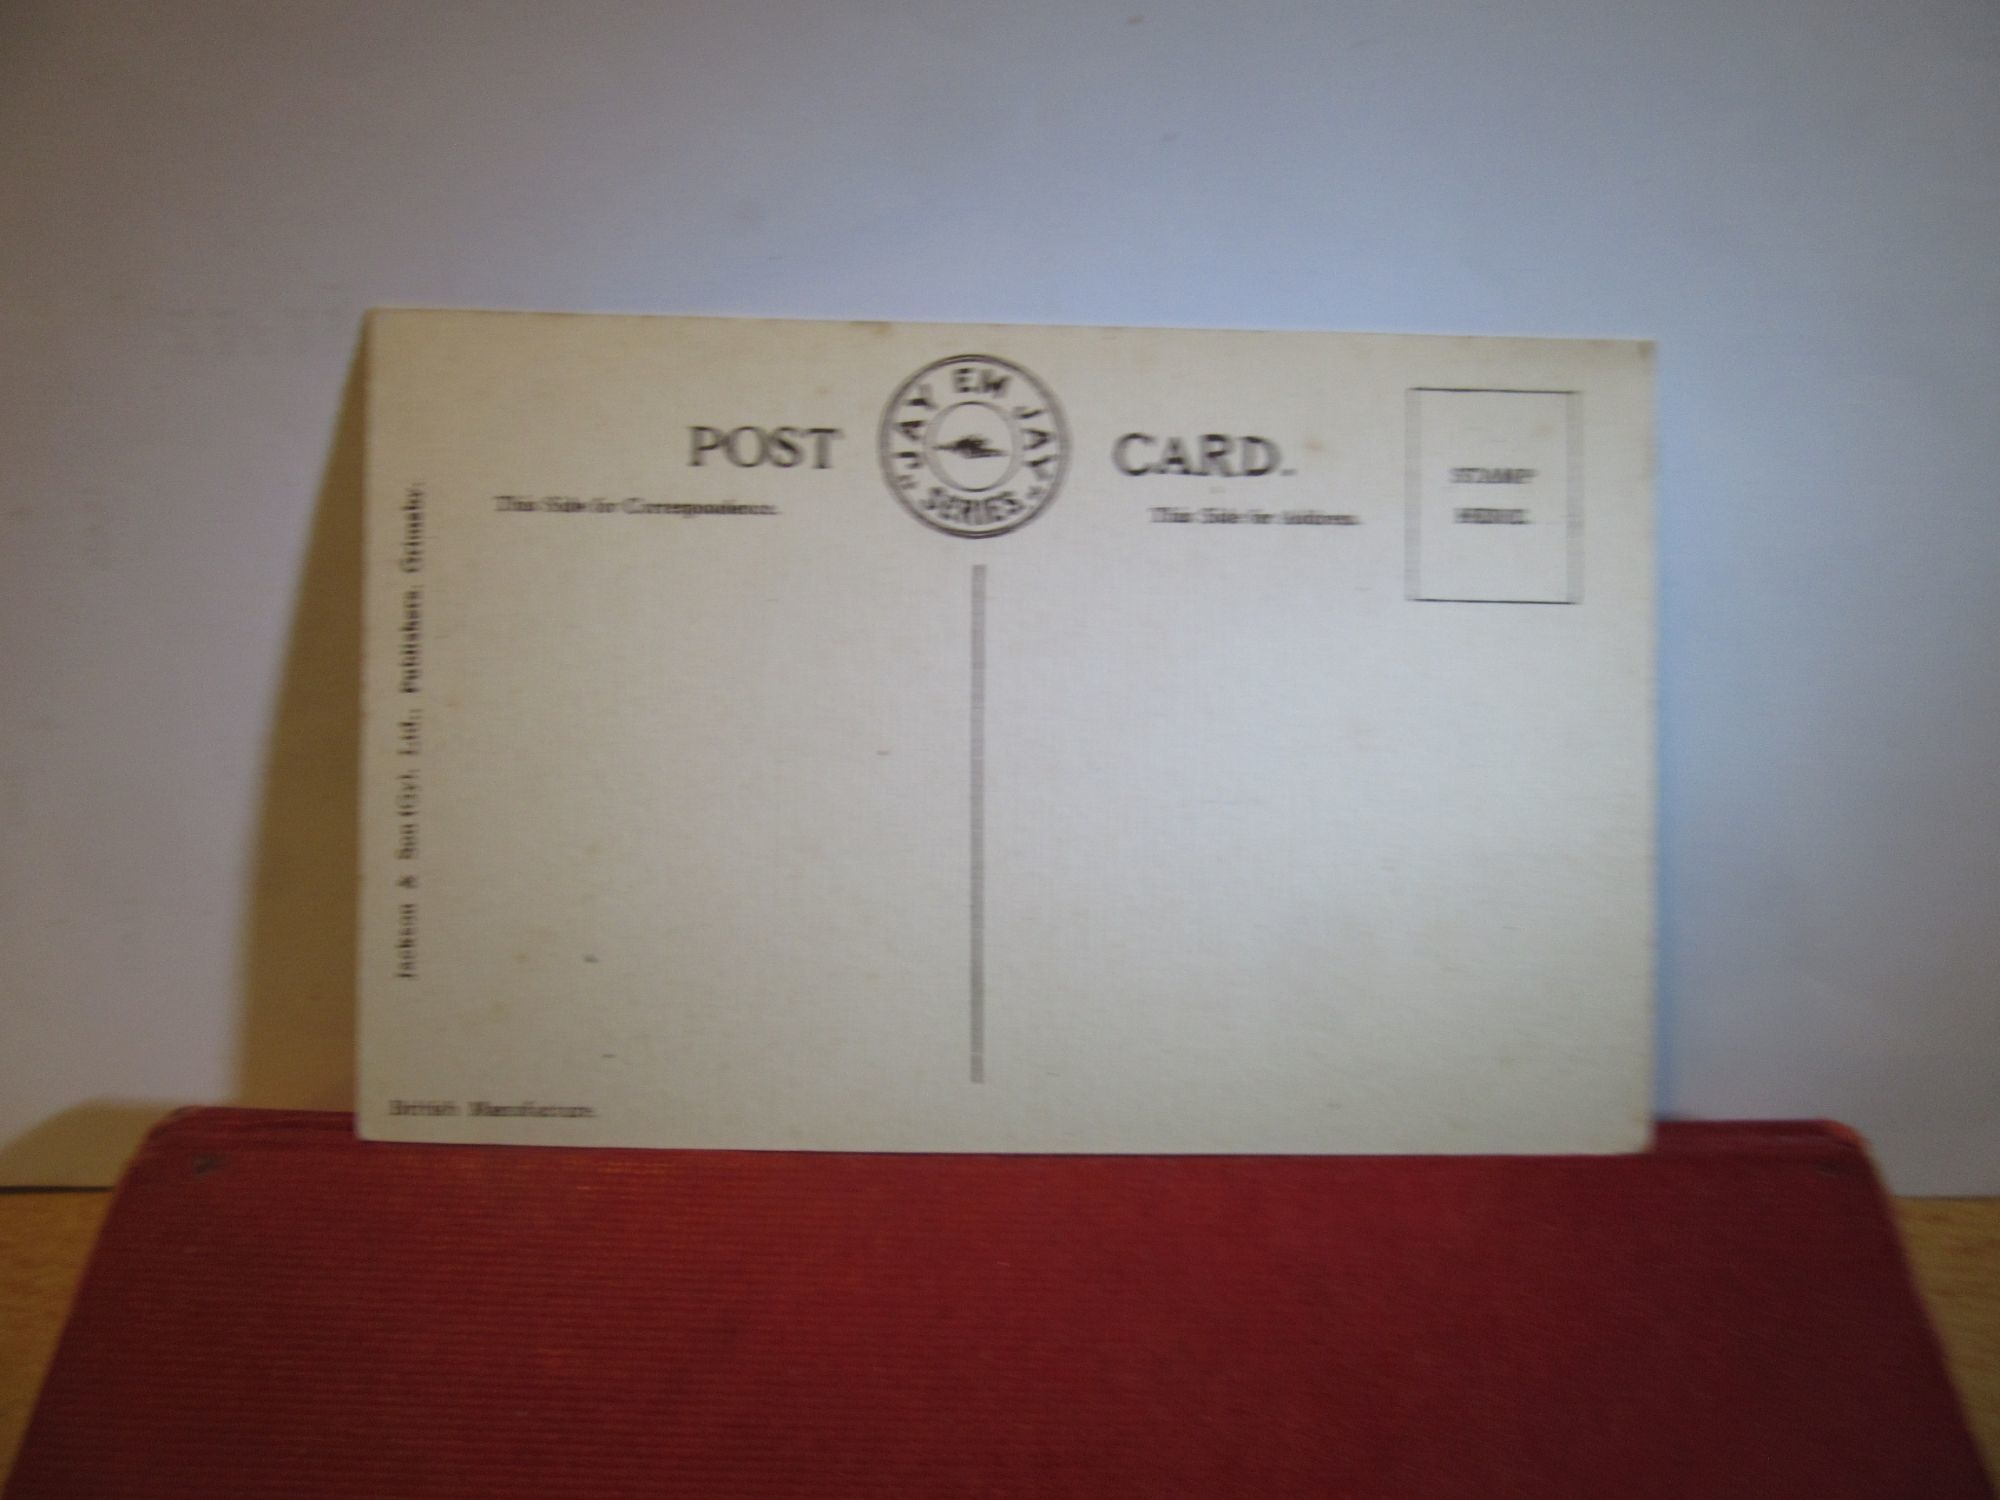 POST CARD.
"JAY EM JAY" SERIES
This Side for Correspondence.
This Side for Address.
STAMP
HERE.
Jackson & Son (Gy), Ltd., Publishers, Grimsby.
British Manufacture.